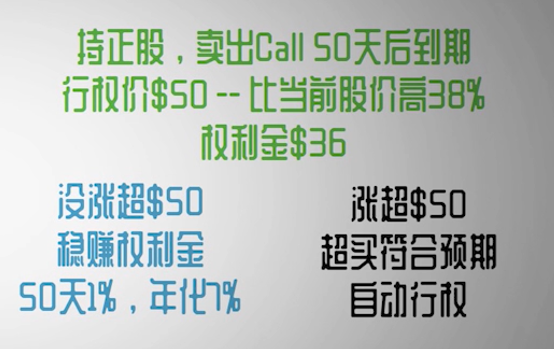 持正股，卖出Call 50天后到期
行权价$50 -- 比当前股价高38%
权利金$36
没涨超$50
稳赚权利金
50天1%，年化7%
涨超$50
超买符合预期
自动行权